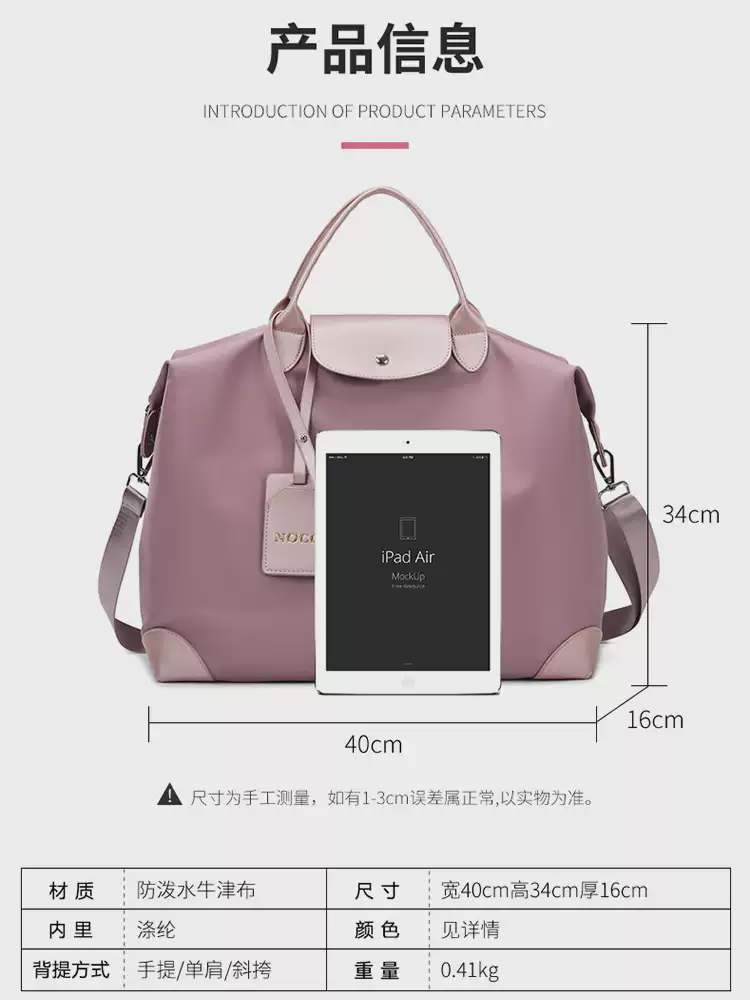 产品信息
INTRODUCTION OF PRODUCT PARAMETERS
34cm
iPad Air
MockUp
Free Resource
16cm
40cm
尺寸为手工测量，如有1-3cm误差属正常,以实物为准。
材质 防泼水牛津布 尺寸 宽40cm高34cm厚16cm
内里 涤纶 颜色 见详情
背提方式 手提/单肩/斜挎 重量 0.41kg